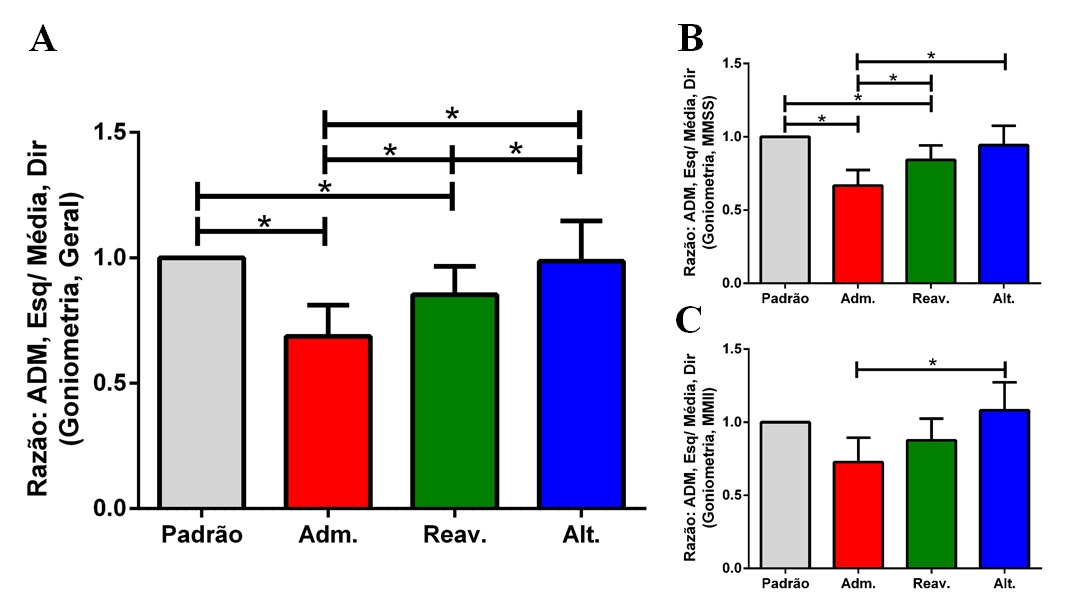 A
Razão: ADM, Esq/ Média, Dir
(Goniometria, Geral)
1.5
1.0
0.5
0.0
*
*
*
*
*
Padrão Adm. Reav. Alt.
B
Razão: ADM, Esq/ Média, Dir
(Goniometria, MMSS)
1.5
1.0
0.5
0.0
*
*
*
*
Padrão Adm. Reav. Alt.
C
Razão: ADM, Esq/ Média, Dir
(Goniometria, MMII)
1.5
1.0
0.5
0.0
*
Padrão Adm. Reav. Alt.